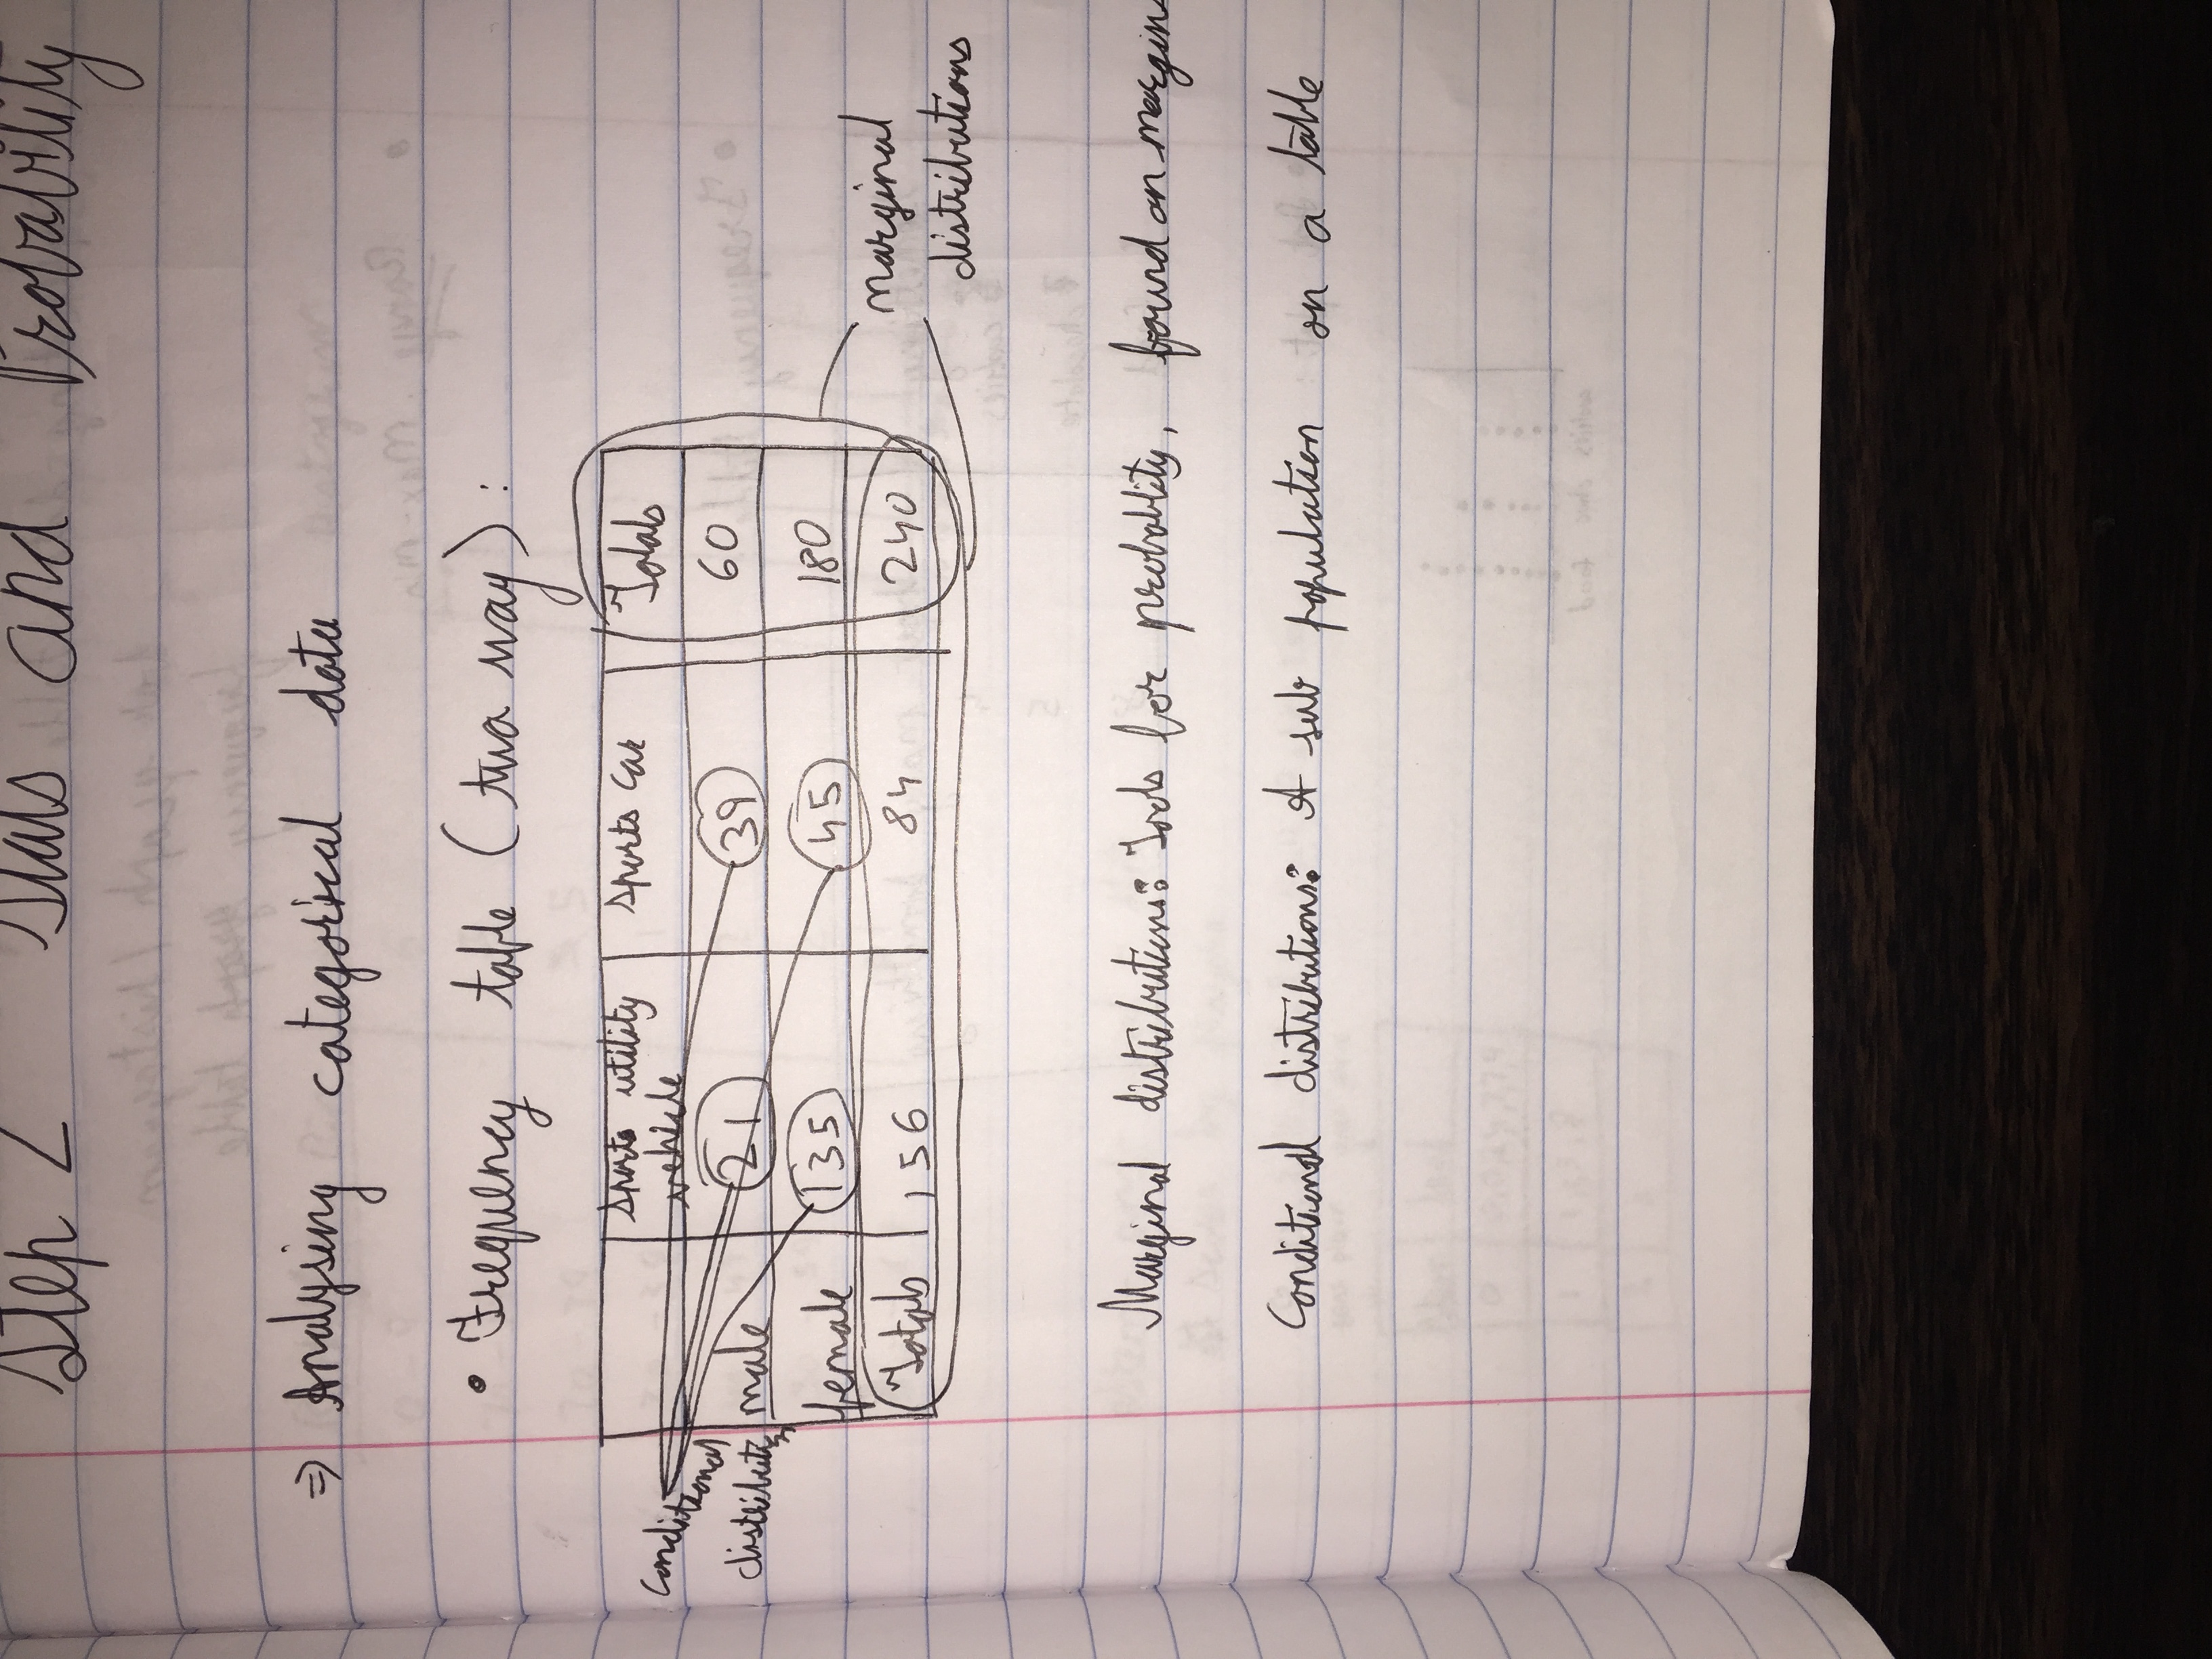 Step 2 Stats and Probability
⇒ Analysing categorical data
• Frequency table (two way) :
Sports utility vehicle Sports Car Totals
male 21 39 60
female 135 45 180
Totals 156 84 240
Conditional
distribution
marginal
distributions
Marginal distributions: Tools for probablity, found on margins
Conditional distributions: A sub population on a table